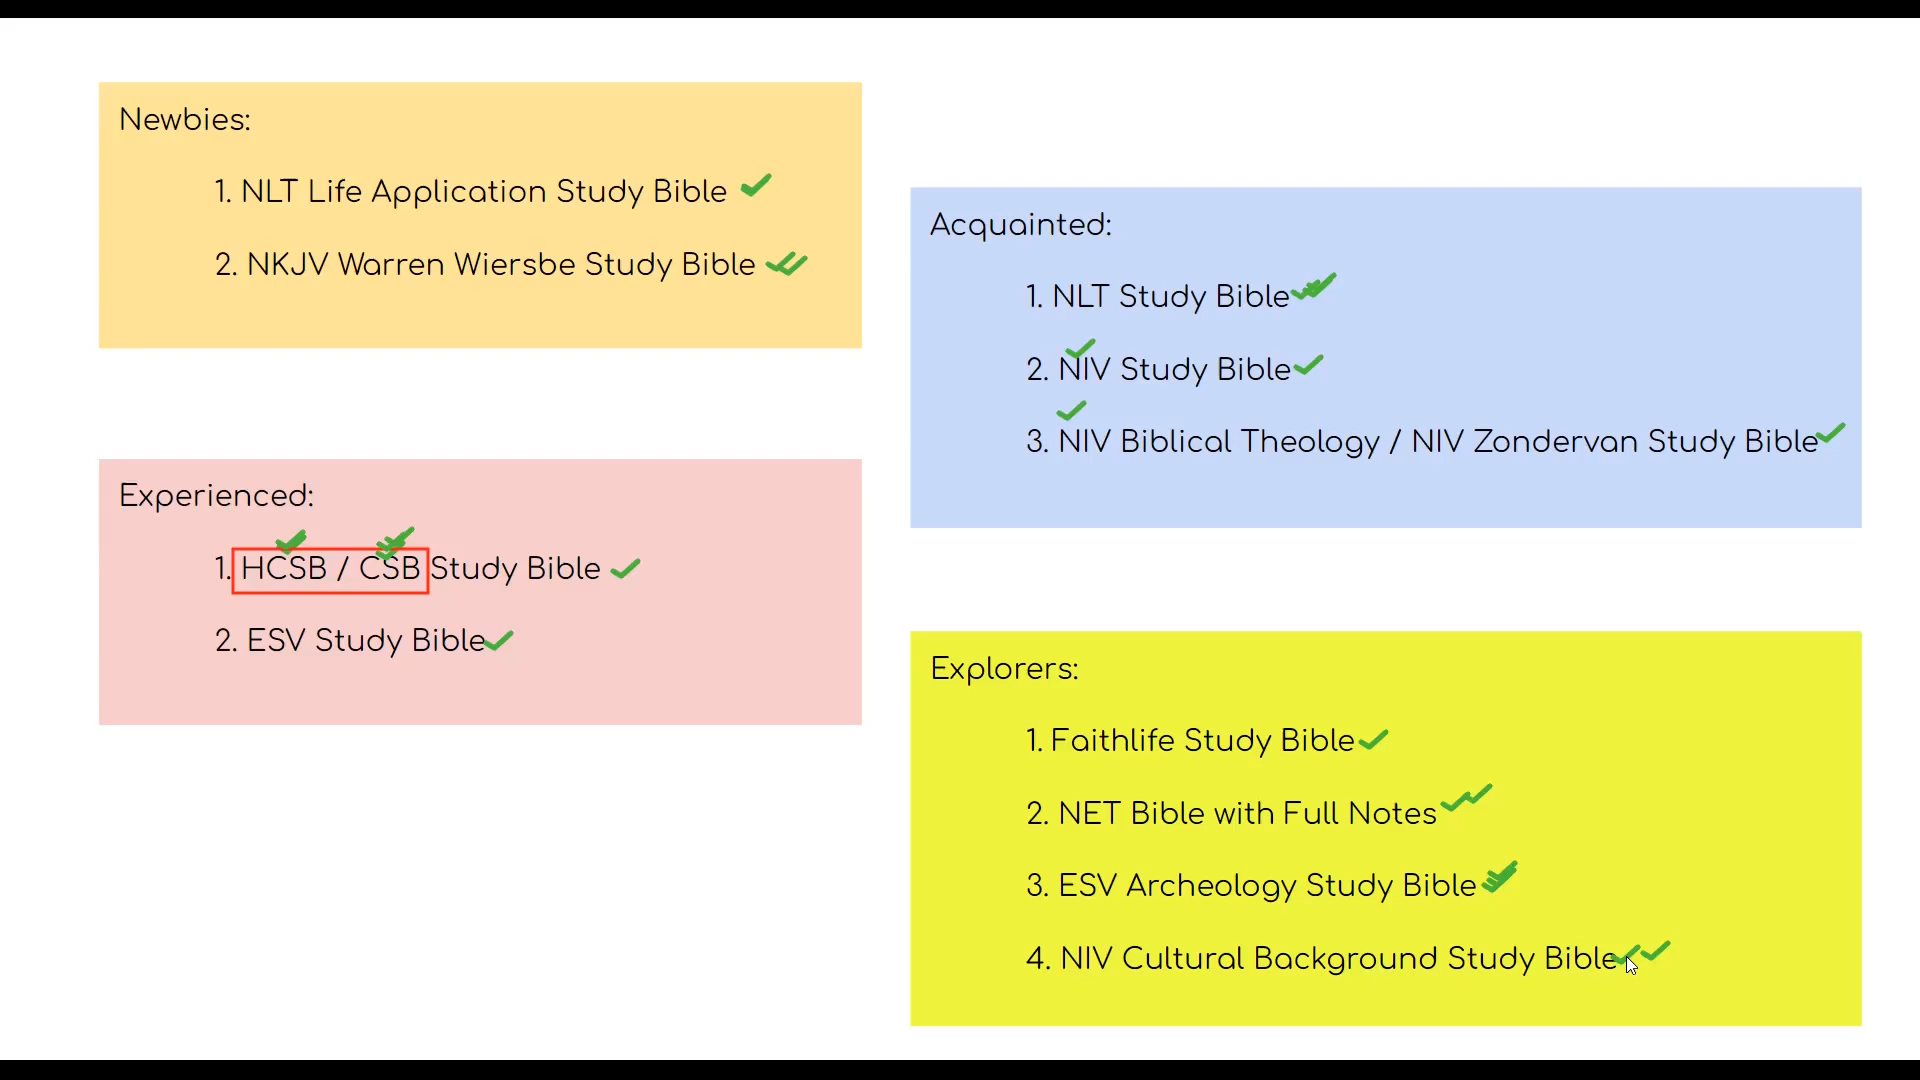 Newbies:
1. NLT Life Application Study Bible
2. NKJV Warren Wiersbe Study Bible
Acquainted:
1. NLT Study Bible
2. NIV Study Bible
3. NIV Biblical Theology / NIV Zondervan Study Bible
Experienced:
1. HCSB / CSB Study Bible
2. ESV Study Bible
Explorers:
1. Faithlife Study Bible
2. NET Bible with Full Notes
3. ESV Archeology Study Bible
4. NIV Cultural Background Study Bible